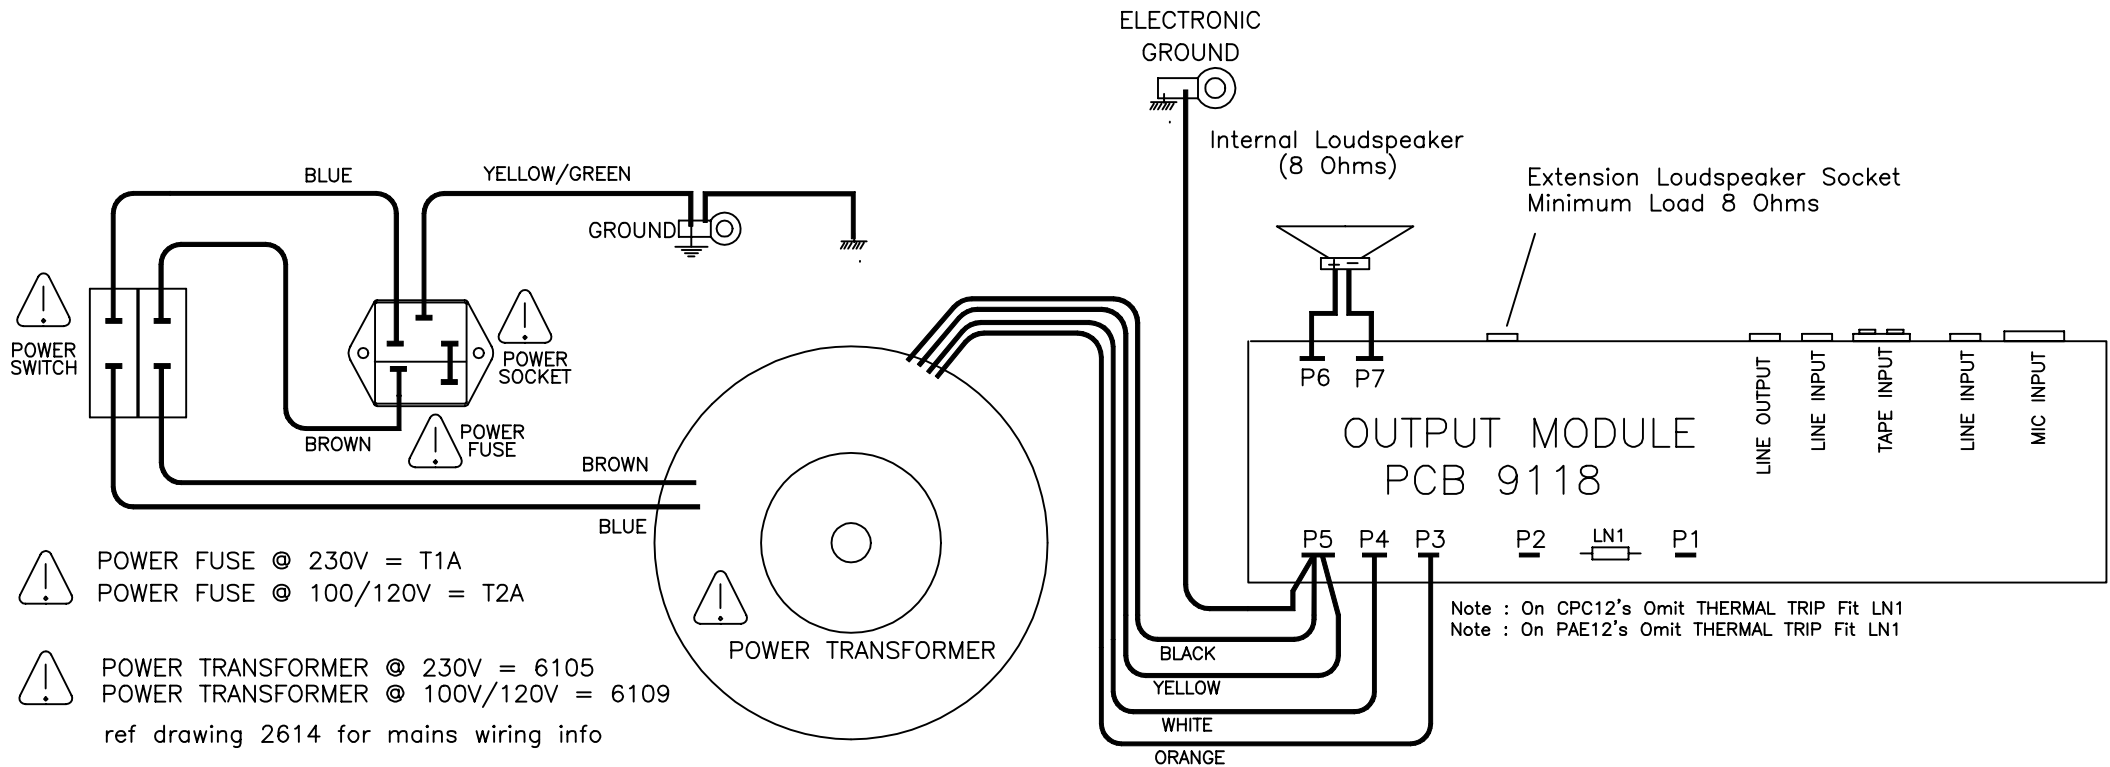 ELECTRONIC
GROUND
Internal Loudspeaker
(8 Ohms)
Extension Loudspeaker Socket
Minimum Load 8 Ohms
BLUE
YELLOW/GREEN
GROUND
POWER
SWITCH
POWER
SOCKET
POWER
FUSE
BROWN
BROWN
BLUE
+ −
P6
P7
LINE OUTPUT
LINE INPUT
TAPE INPUT
LINE INPUT
MIC INPUT
OUTPUT MODULE
PCB 9118
P5
P4
P3
P2
LN1
P1
POWER FUSE @ 230V = T1A
POWER FUSE @ 100/120V = T2A
Note : On CPC12's Omit THERMAL TRIP Fit LN1
Note : On PAE12's Omit THERMAL TRIP Fit LN1
POWER TRANSFORMER
BLACK
YELLOW
WHITE
ORANGE
POWER TRANSFORMER @ 230V = 6105
POWER TRANSFORMER @ 100V/120V = 6109
ref drawing 2614 for mains wiring info